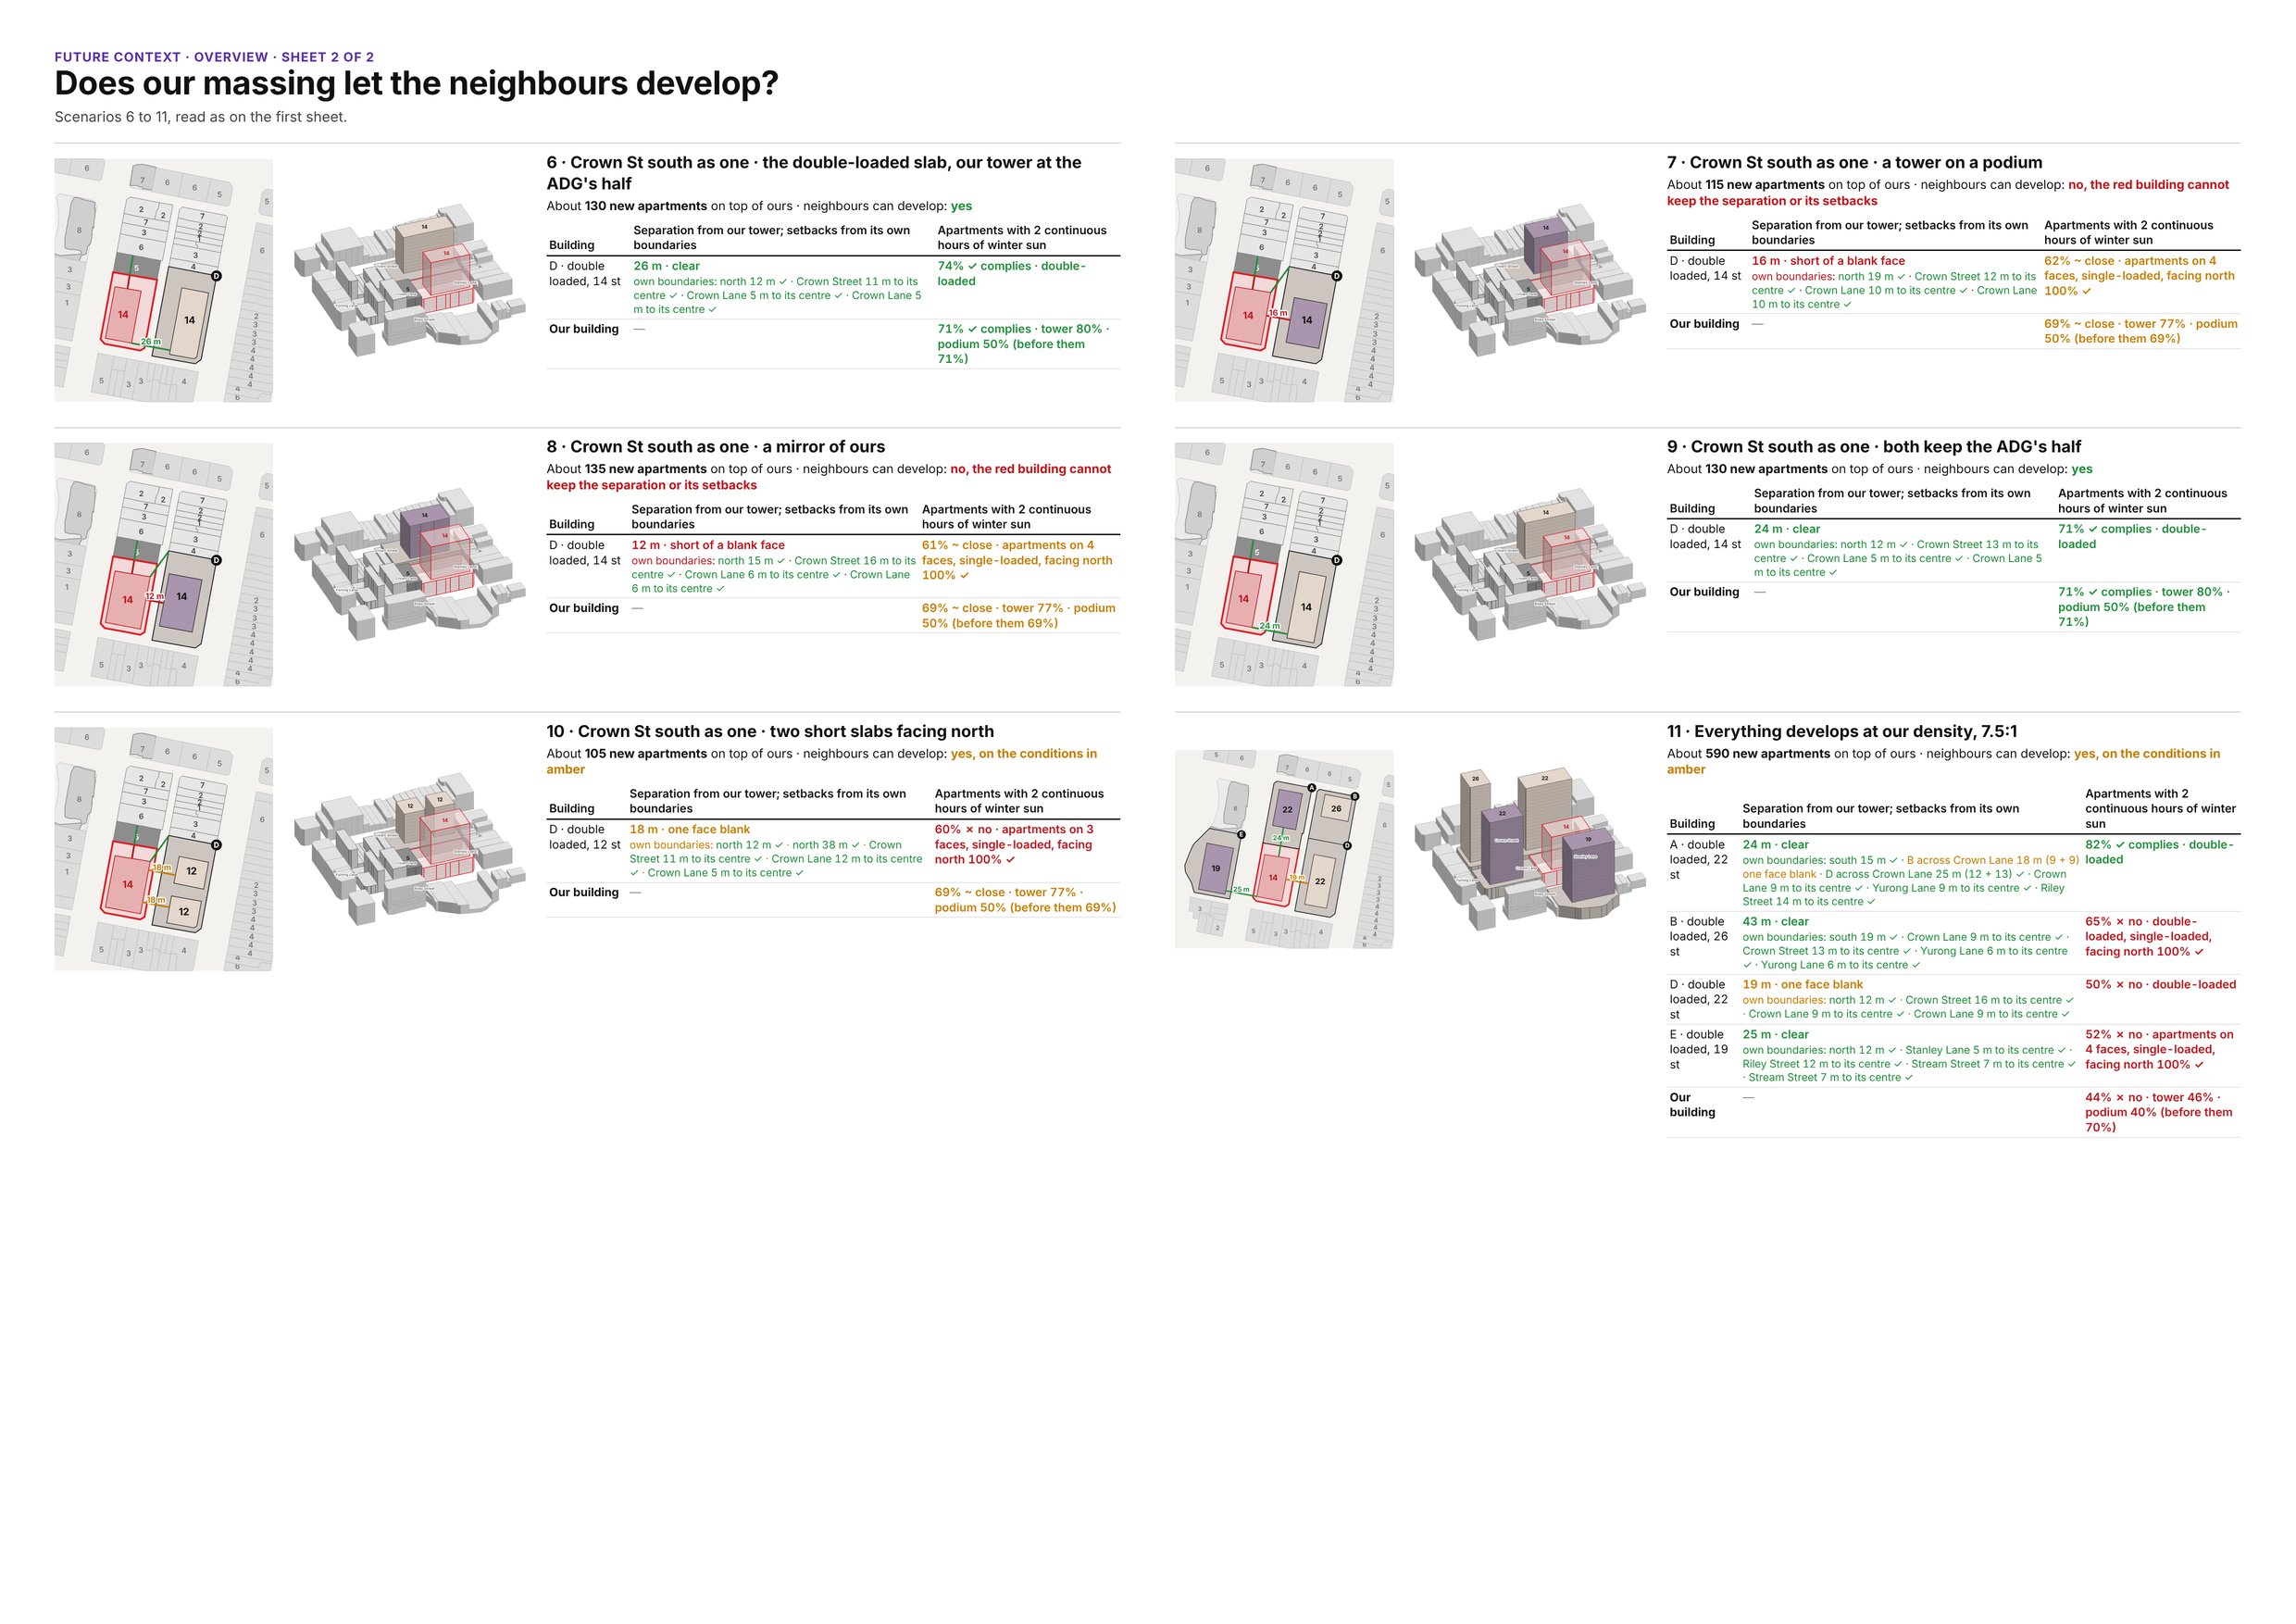 FUTURE CONTEXT · OVERVIEW · SHEET 2 OF 2
Does our massing let the neighbours develop?
Scenarios 6 to 11, read as on the first sheet.
6 · Crown St south as one · the double-loaded slab, our tower at the
ADG's half
About 130 new apartments on top of ours · neighbours can develop: yes
Building
Separation from our tower; setbacks from its own
boundaries
Apartments with 2 continuous
hours of winter sun
D · double
loaded, 14 st
26 m · clear
own boundaries: north 12 m ✓ · Crown Street 11 m to its
centre ✓ · Crown Lane 5 m to its centre ✓ · Crown Lane 5
m to its centre ✓
74% ✓ complies · double-
loaded
Our building
—
71% ✓ complies · tower 80% ·
podium 50% (before them
71%)
7 · Crown St south as one · a tower on a podium
About 115 new apartments on top of ours · neighbours can develop: no, the red building cannot
keep the separation or its setbacks
Building
Separation from our tower; setbacks from its own
boundaries
Apartments with 2 continuous
hours of winter sun
D · double
loaded, 14 st
16 m · short of a blank face
own boundaries: north 19 m ✓ · Crown Street 12 m to its
centre ✓ · Crown Lane 10 m to its centre ✓ · Crown Lane
10 m to its centre ✓
62% ~ close · apartments on 4
faces, single-loaded, facing north
100% ✓
Our building
—
69% ~ close · tower 77% · podium
50% (before them 69%)
8 · Crown St south as one · a mirror of ours
About 135 new apartments on top of ours · neighbours can develop: no, the red building cannot
keep the separation or its setbacks
Building
Separation from our tower; setbacks from its own
boundaries
Apartments with 2 continuous
hours of winter sun
D · double
loaded, 14 st
12 m · short of a blank face
own boundaries: north 15 m ✓ · Crown Street 16 m to its
centre ✓ · Crown Lane 6 m to its centre ✓ · Crown Lane
6 m to its centre ✓
61% ~ close · apartments on 4
faces, single-loaded, facing north
100% ✓
Our building
—
69% ~ close · tower 77% · podium
50% (before them 69%)
9 · Crown St south as one · both keep the ADG's half
About 130 new apartments on top of ours · neighbours can develop: yes
Building
Separation from our tower; setbacks from its own
boundaries
Apartments with 2 continuous
hours of winter sun
D · double
loaded, 14 st
24 m · clear
own boundaries: north 12 m ✓ · Crown Street 13 m to its
centre ✓ · Crown Lane 5 m to its centre ✓ · Crown Lane 5
m to its centre ✓
71% ✓ complies · double-
loaded
Our building
—
71% ✓ complies · tower 80% ·
podium 50% (before them
71%)
10 · Crown St south as one · two short slabs facing north
About 105 new apartments on top of ours · neighbours can develop: yes, on the conditions in
amber
Building
Separation from our tower; setbacks from its own
boundaries
Apartments with 2 continuous
hours of winter sun
D · double
loaded, 12 st
18 m · one face blank
own boundaries: north 12 m ✓ · north 38 m ✓ · Crown
Street 11 m to its centre ✓ · Crown Lane 12 m to its centre
✓ · Crown Lane 5 m to its centre ✓
60% × no · apartments on 3
faces, single-loaded, facing
north 100% ✓
Our building
—
69% ~ close · tower 77% ·
podium 50% (before them 69%)
11 · Everything develops at our density, 7.5:1
About 590 new apartments on top of ours · neighbours can develop: yes, on the conditions in
amber
Building
Separation from our tower; setbacks from its own
boundaries
Apartments with 2
continuous hours of winter
sun
A · double
loaded, 22
st
24 m · clear
own boundaries: south 15 m ✓ · B across Crown Lane 18 m (9 + 9)
one face blank · D across Crown Lane 25 m (12 + 13) ✓ · Crown
Lane 9 m to its centre ✓ · Yurong Lane 9 m to its centre ✓ · Riley
Street 14 m to its centre ✓
82% ✓ complies · double-
loaded
B · double
loaded, 26
st
43 m · clear
own boundaries: south 19 m ✓ · Crown Lane 9 m to its centre ✓ ·
Crown Street 13 m to its centre ✓ · Yurong Lane 6 m to its centre
✓ · Yurong Lane 6 m to its centre ✓
65% × no · double-
loaded, single-loaded,
facing north 100% ✓
D · double
loaded, 22
st
19 m · one face blank
own boundaries: north 12 m ✓ · Crown Street 16 m to its centre ✓
· Crown Lane 9 m to its centre ✓ · Crown Lane 9 m to its centre ✓
50% × no · double-loaded
E · double
loaded, 19
st
25 m · clear
own boundaries: north 12 m ✓ · Stanley Lane 5 m to its centre ✓ ·
Riley Street 12 m to its centre ✓ · Stream Street 7 m to its centre ✓
· Stream Street 7 m to its centre ✓
52% × no · apartments on
4 faces, single-loaded,
facing north 100% ✓
Our
building
—
44% × no · tower 46% ·
podium 40% (before them
70%)